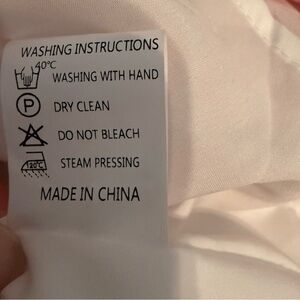 WASHING INSTRUCTIONS
40°C
WASHING WITH HAND
P DRY CLEAN
DO NOT BLEACH
120°C STEAM PRESSING
MADE IN CHINA